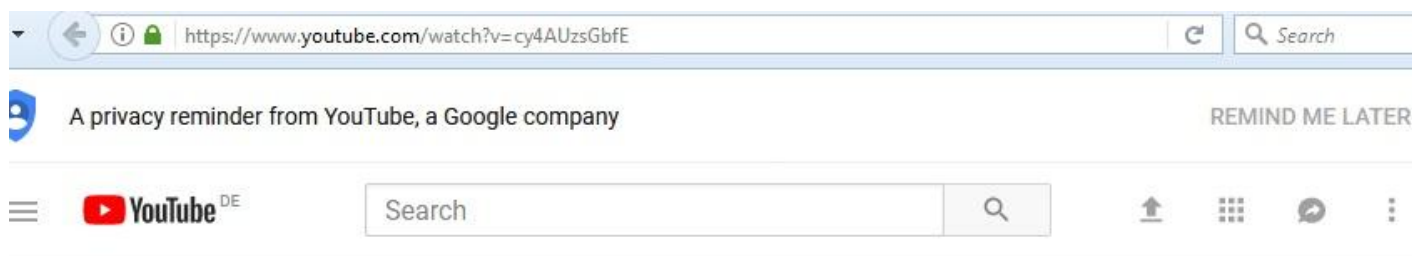 https://www.youtube.com/watch?v=cy4AUzsGbfE
Search
A privacy reminder from YouTube, a Google company
REMIND ME LATER
YouTube DE
Search